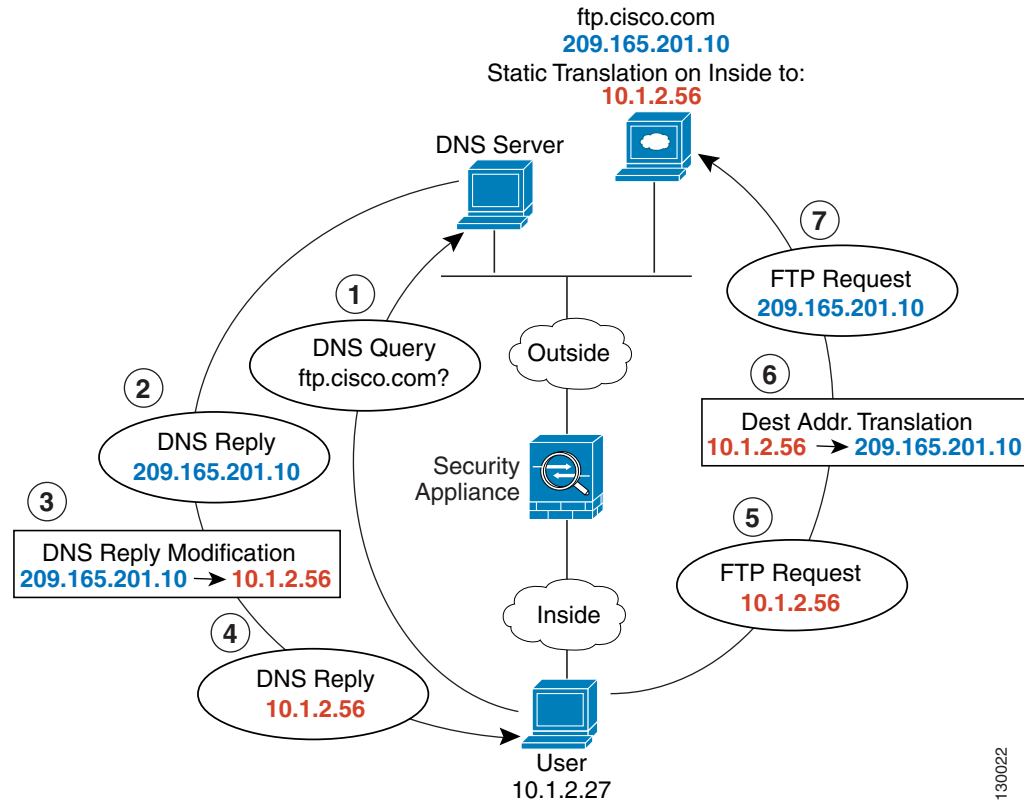 ftp.cisco.com
209.165.201.10
Static Translation on Inside to:
10.1.2.56
DNS Server
7
FTP Request
209.165.201.10
1
DNS Query
ftp.cisco.com?
Outside
2
DNS Reply
209.165.201.10
6
Dest Addr. Translation
10.1.2.56 → 209.165.201.10
Security
Appliance
3
DNS Reply Modification
209.165.201.10 → 10.1.2.56
5
FTP Request
10.1.2.56
Inside
4
DNS Reply
10.1.2.56
User
10.1.2.27
130022